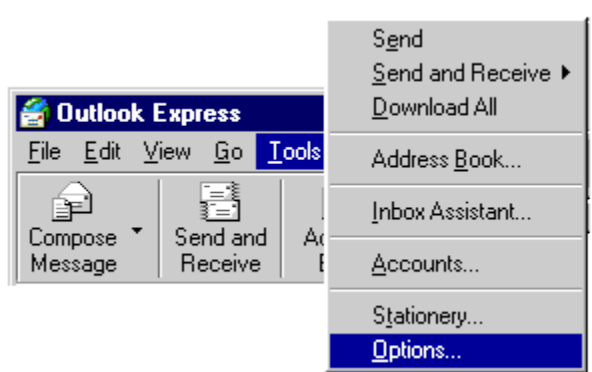 Outlook Express
File Edit View Go Tools
Compose Message
Send and Receive
Send
Send and Receive
Download All
Address Book...
Inbox Assistant...
Accounts...
Stationery...
Options...